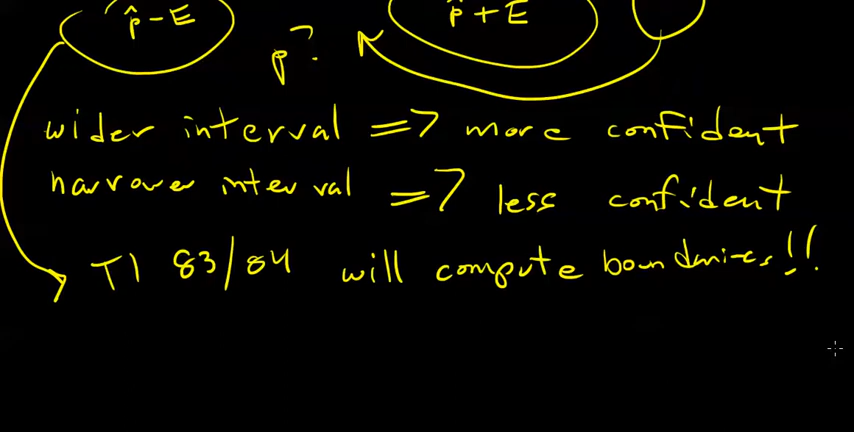 p̂ - E p̂ + E
p?
wider interval => more confident
narrower interval => less confident
TI 83/84 will compute boundaries!!